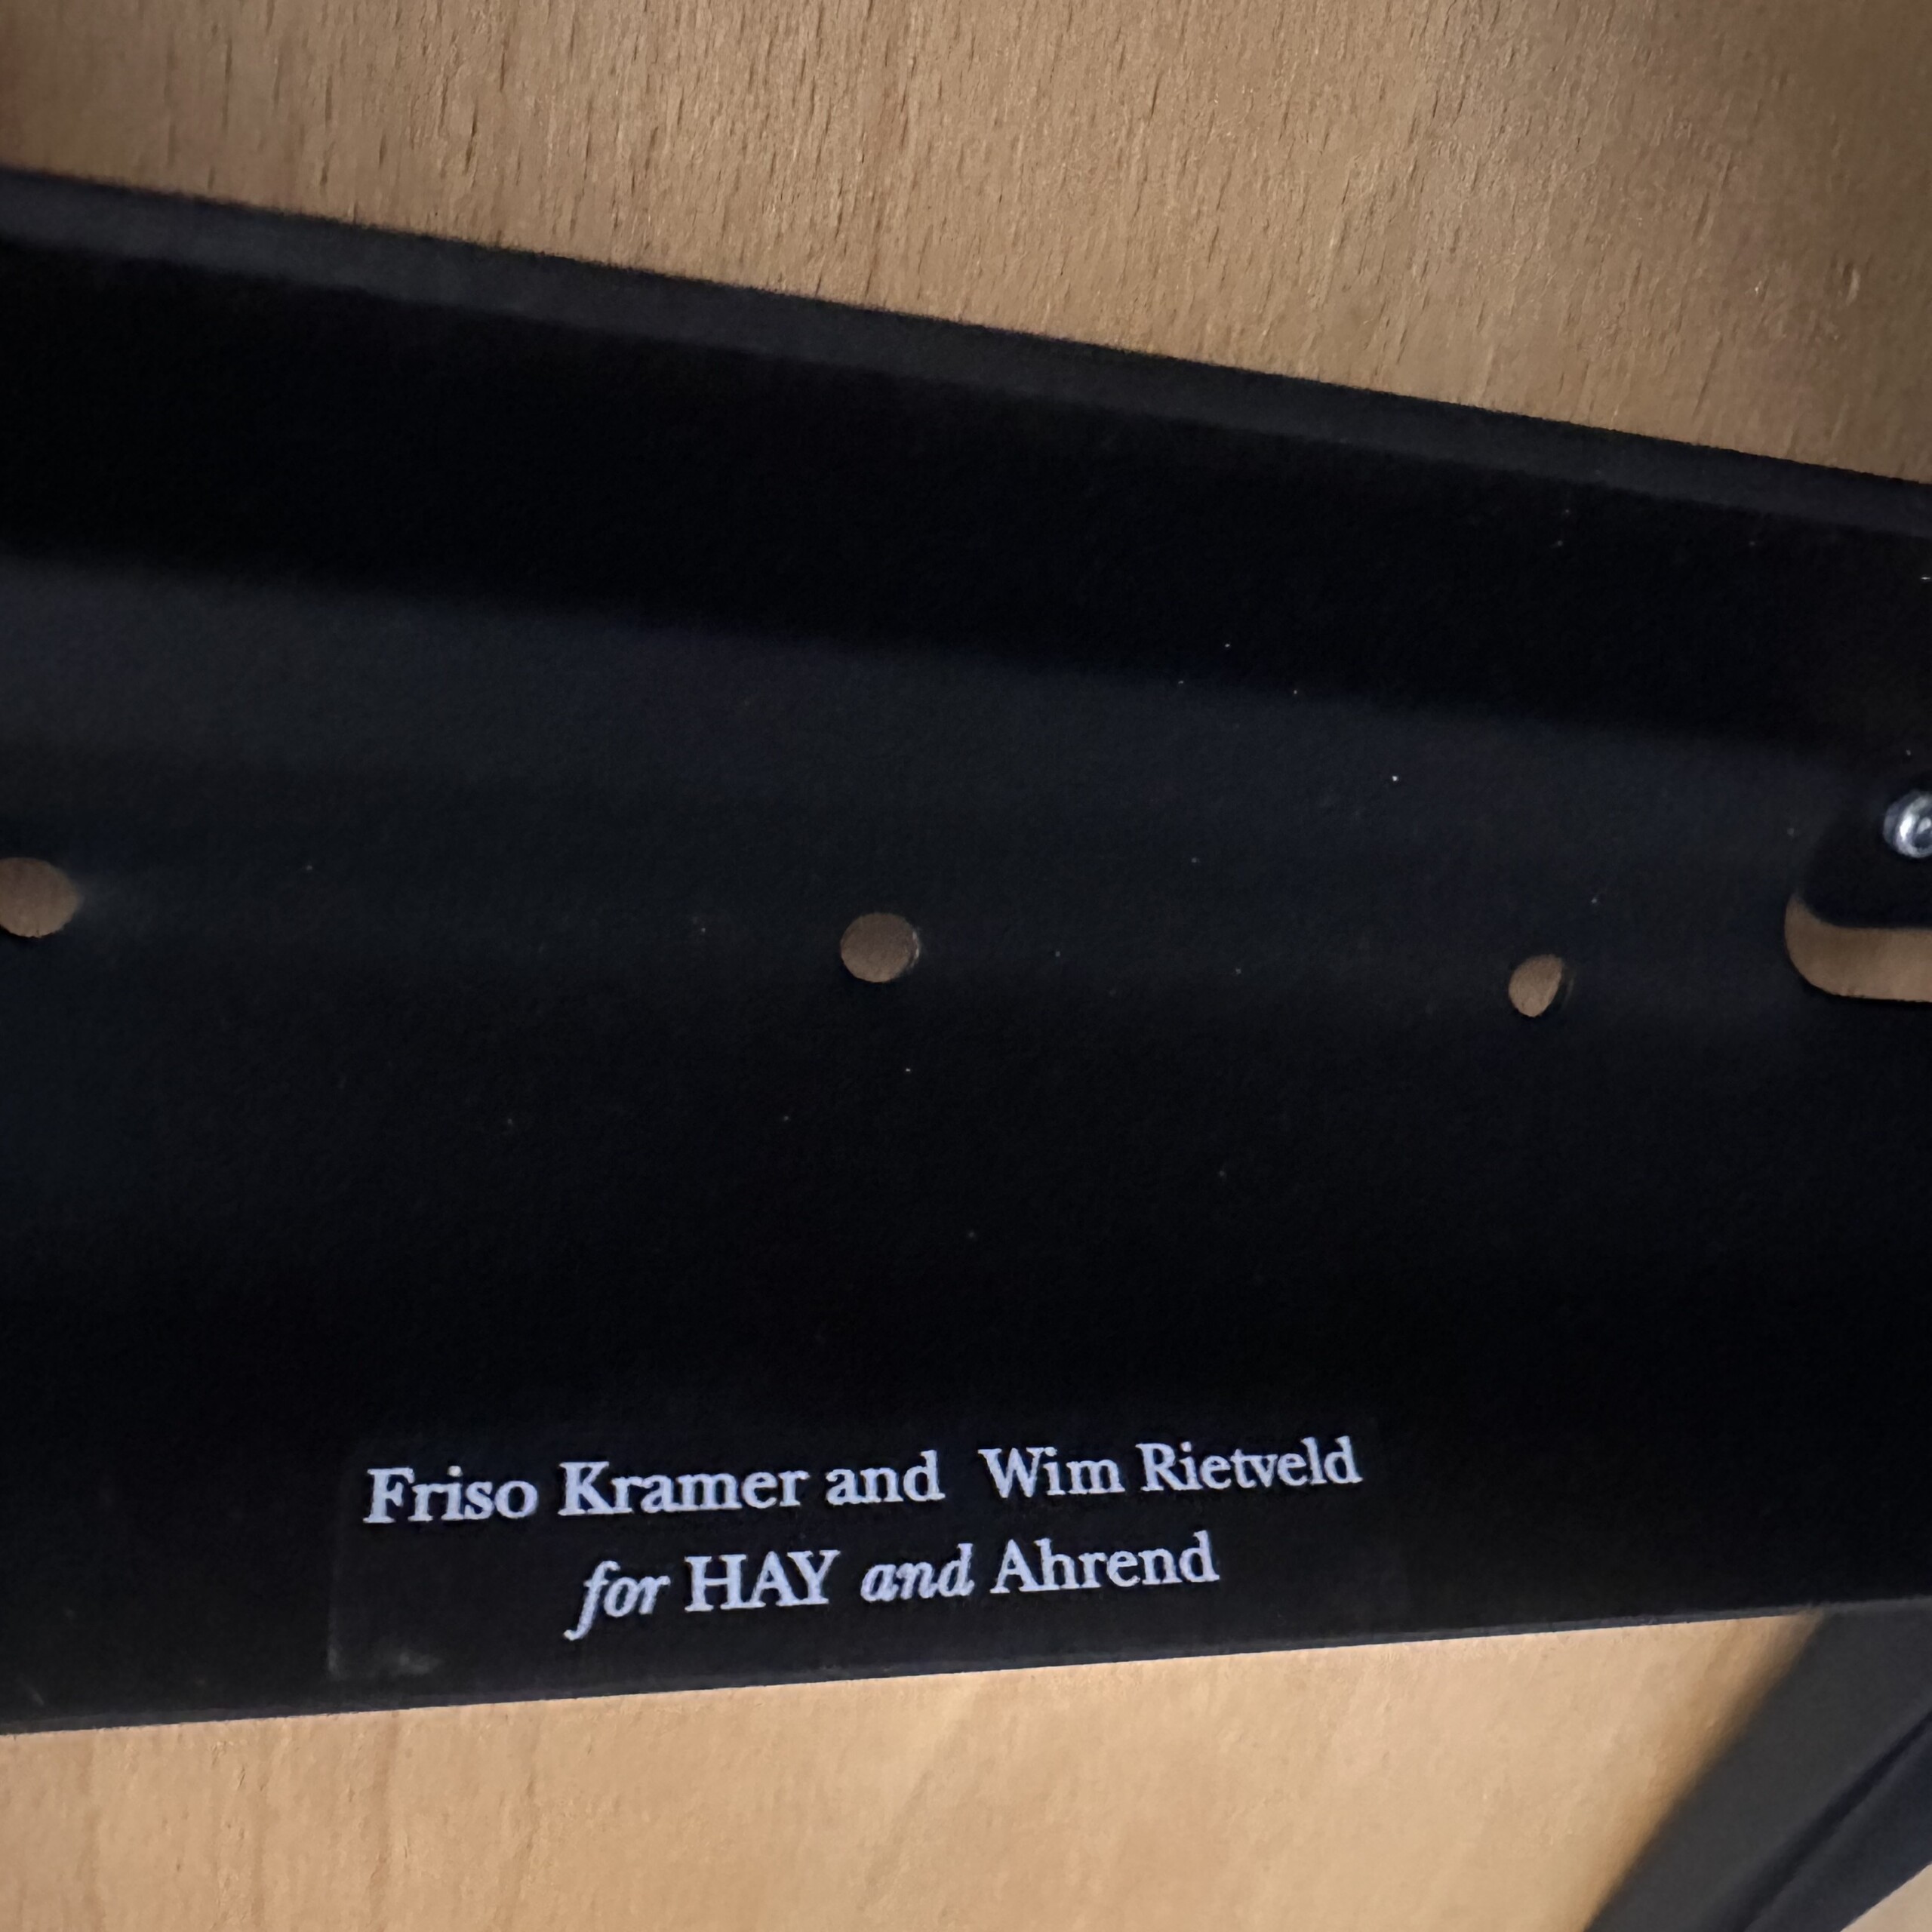 Friso Kramer and Wim Rietveld
for HAY and Ahrend